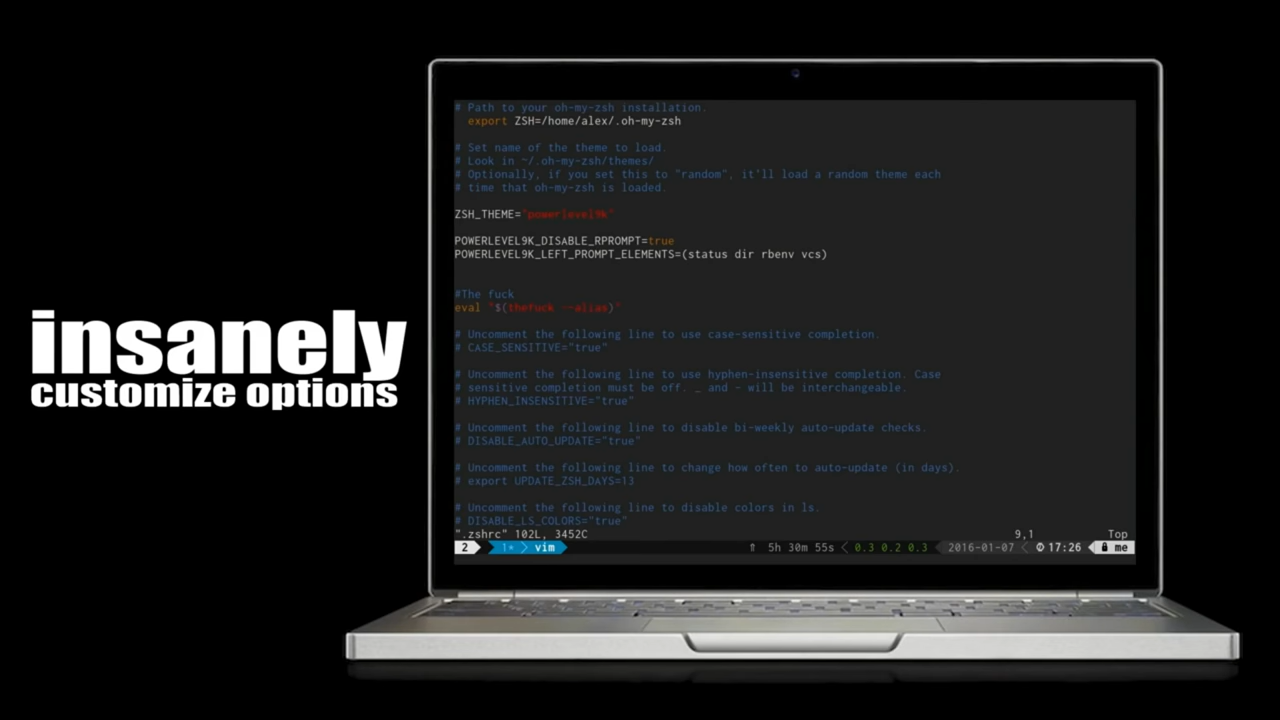 insanely
customize options
# Path to your oh-my-zsh installation.
export ZSH=/home/alex/.oh-my-zsh
# Set name of the theme to load.
# Look in ~/.oh-my-zsh/themes/
# Optionally, if you set this to "random", it'll load a random theme each
# time that oh-my-zsh is loaded.
ZSH_THEME="powerlevel9k"
POWERLEVEL9K_DISABLE_RPROMPT=true
POWERLEVEL9K_LEFT_PROMPT_ELEMENTS=(status dir rbenv vcs)
#The fuck
eval "$(thefuck --alias)"
# Uncomment the following line to use case-sensitive completion.
# CASE_SENSITIVE="true"
# Uncomment the following line to use hyphen-insensitive completion. Case
# sensitive completion must be off. _ and - will be interchangeable.
# HYPHEN_INSENSITIVE="true"
# Uncomment the following line to disable bi-weekly auto-update checks.
# DISABLE_AUTO_UPDATE="true"
# Uncomment the following line to change how often to auto-update (in days).
# export UPDATE_ZSH_DAYS=13
# Uncomment the following line to disable colors in ls.
# DISABLE_LS_COLORS="true"
".zshrc" 102L, 3452C 9,1 Top
2 1* vim ⇑ 5h 30m 55s 0.3 0.2 0.3 2016-01-07 17:26 me